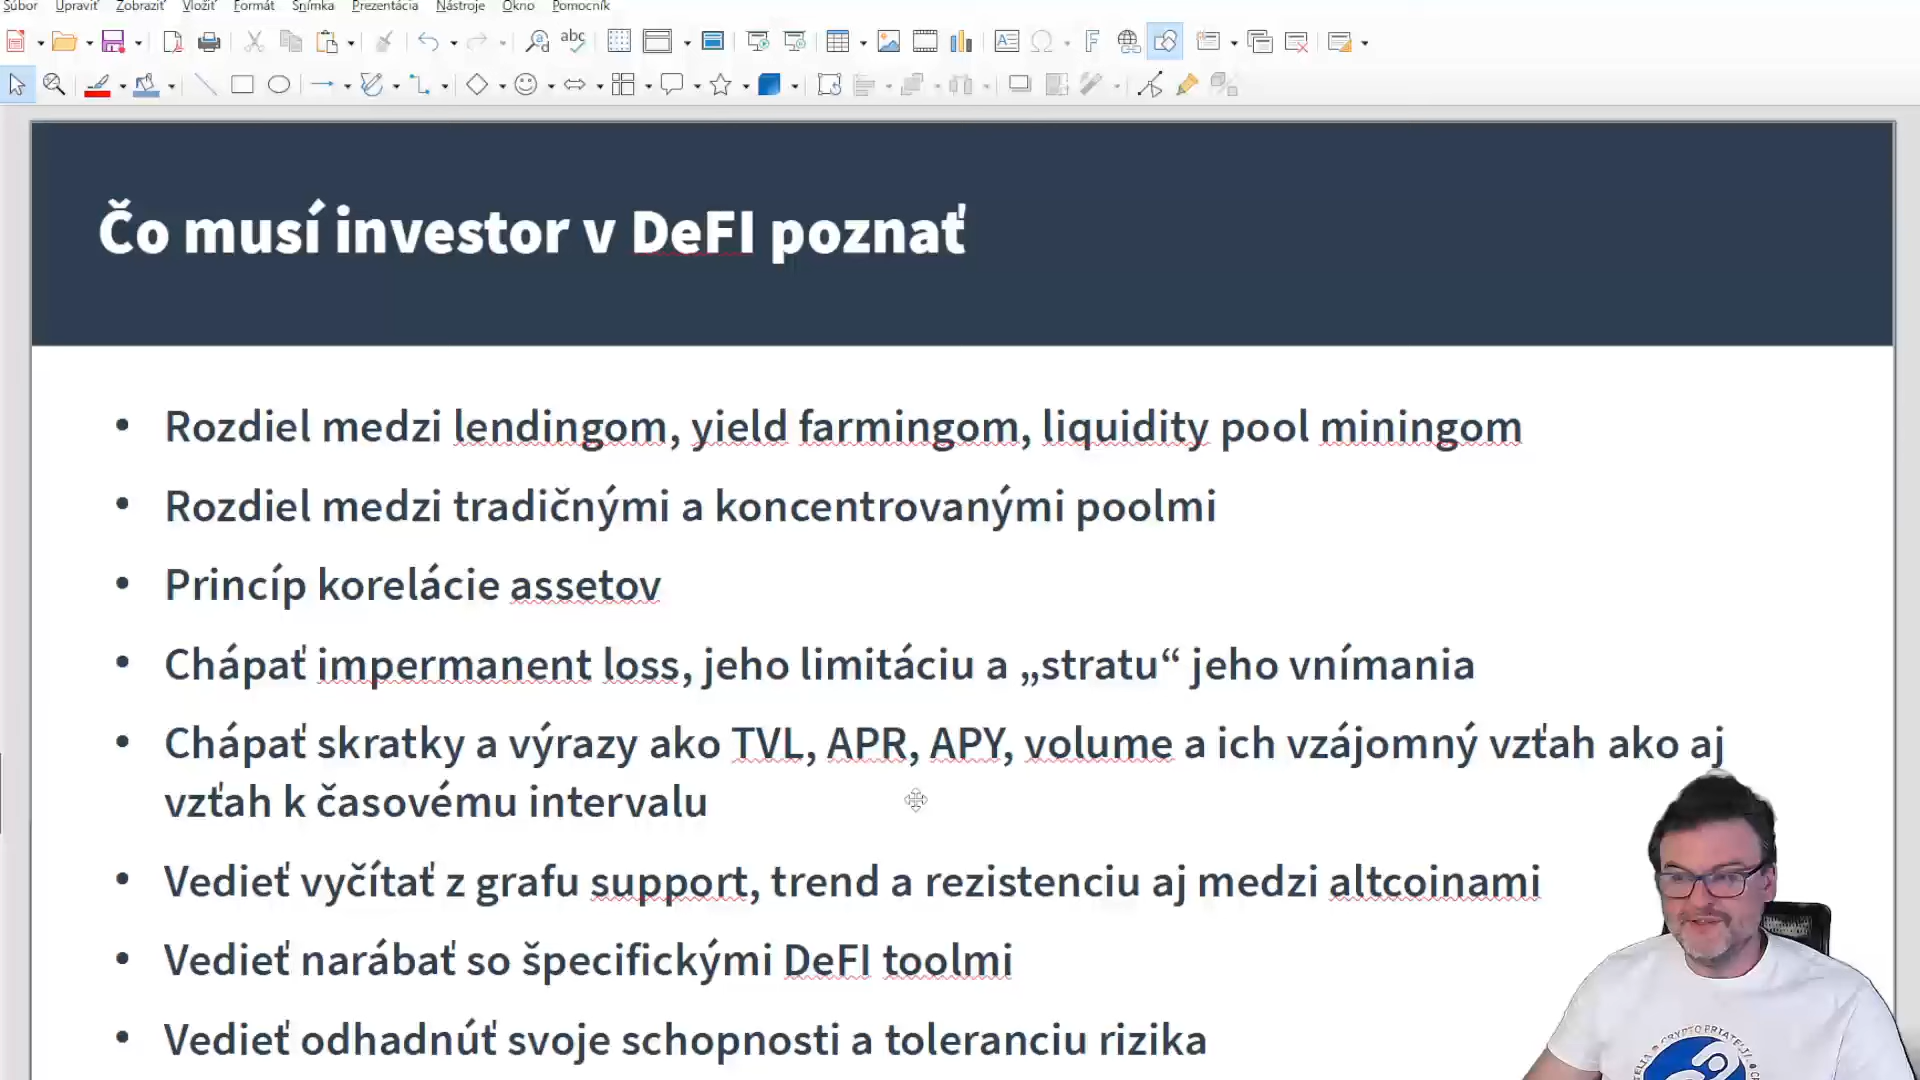 Súbor Upraviť Zobraziť Vložiť Formát Snímka Prezentácia Nástroje Okno Pomocník
Čo musí investor v DeFI poznať
• Rozdiel medzi lendingom, yield farmingom, liquidity pool miningom
• Rozdiel medzi tradičnými a koncentrovanými poolmi
• Princíp korelácie assetov
• Chápať impermanent loss, jeho limitáciu a „stratu“ jeho vnímania
• Chápať skratky a výrazy ako TVL, APR, APY, volume a ich vzájomný vzťah ako aj
vzťah k časovému intervalu
• Vedieť vyčítať z grafu support, trend a rezistenciu aj medzi altcoinami
• Vedieť narábať so špecifickými DeFI toolmi
• Vedieť odhadnúť svoje schopnosti a toleranciu rizika
CRYPTO PRIATELIA